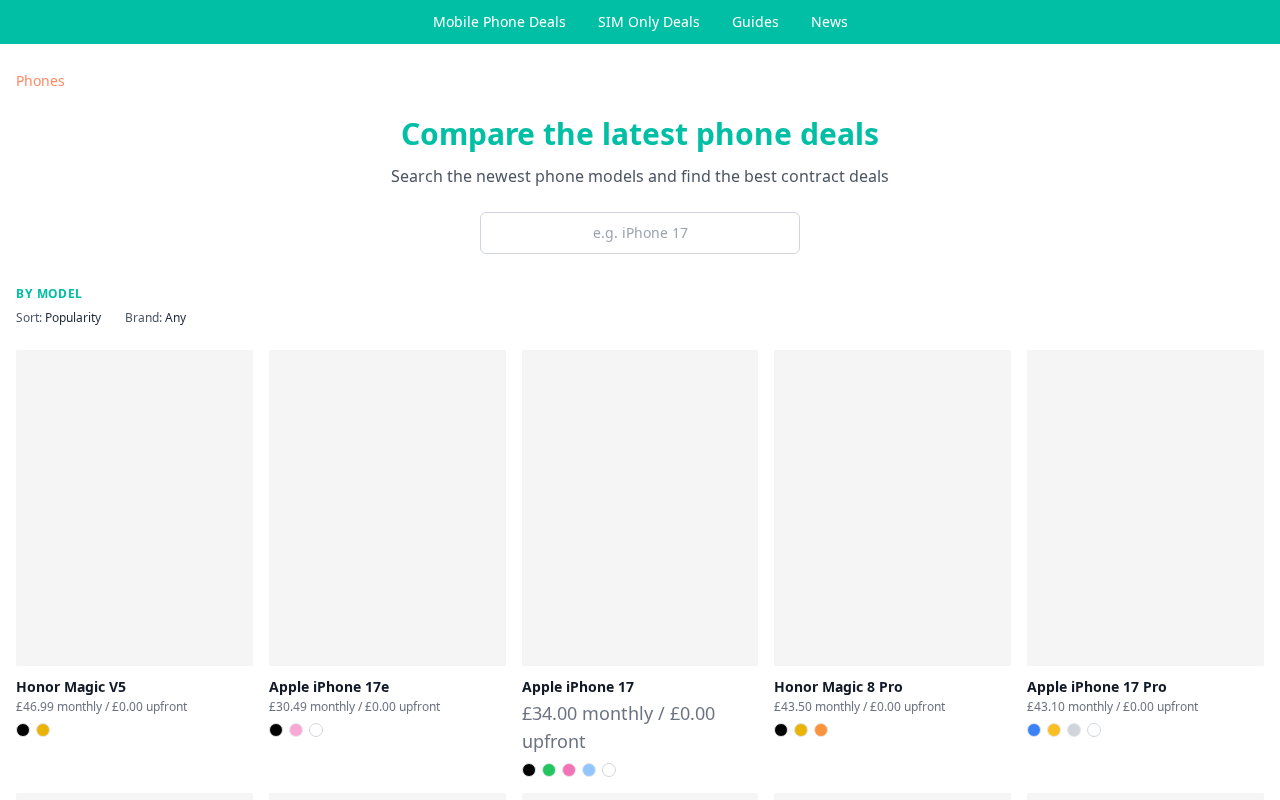 Mobile Phone Deals SIM Only Deals Guides News
Phones
Compare the latest phone deals
Search the newest phone models and find the best contract deals
e.g. iPhone 17
BY MODEL
Sort: Popularity Brand: Any
Honor Magic V5
£46.99 monthly / £0.00 upfront
Apple iPhone 17e
£30.49 monthly / £0.00 upfront
Apple iPhone 17
£34.00 monthly / £0.00
upfront
Honor Magic 8 Pro
£43.50 monthly / £0.00 upfront
Apple iPhone 17 Pro
£43.10 monthly / £0.00 upfront